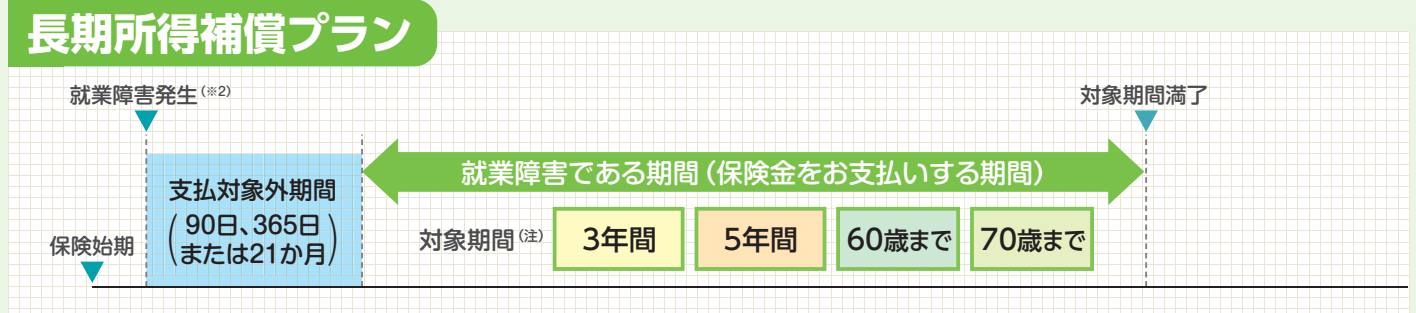 長期所得補償プラン
就業障害発生(※2)
対象期間満了
就業障害である期間(保険金をお支払いする期間)
支払対象外期間
(90日、365日
または21か月)
保険始期
対象期間(注)
3年間
5年間
60歳まで
70歳まで